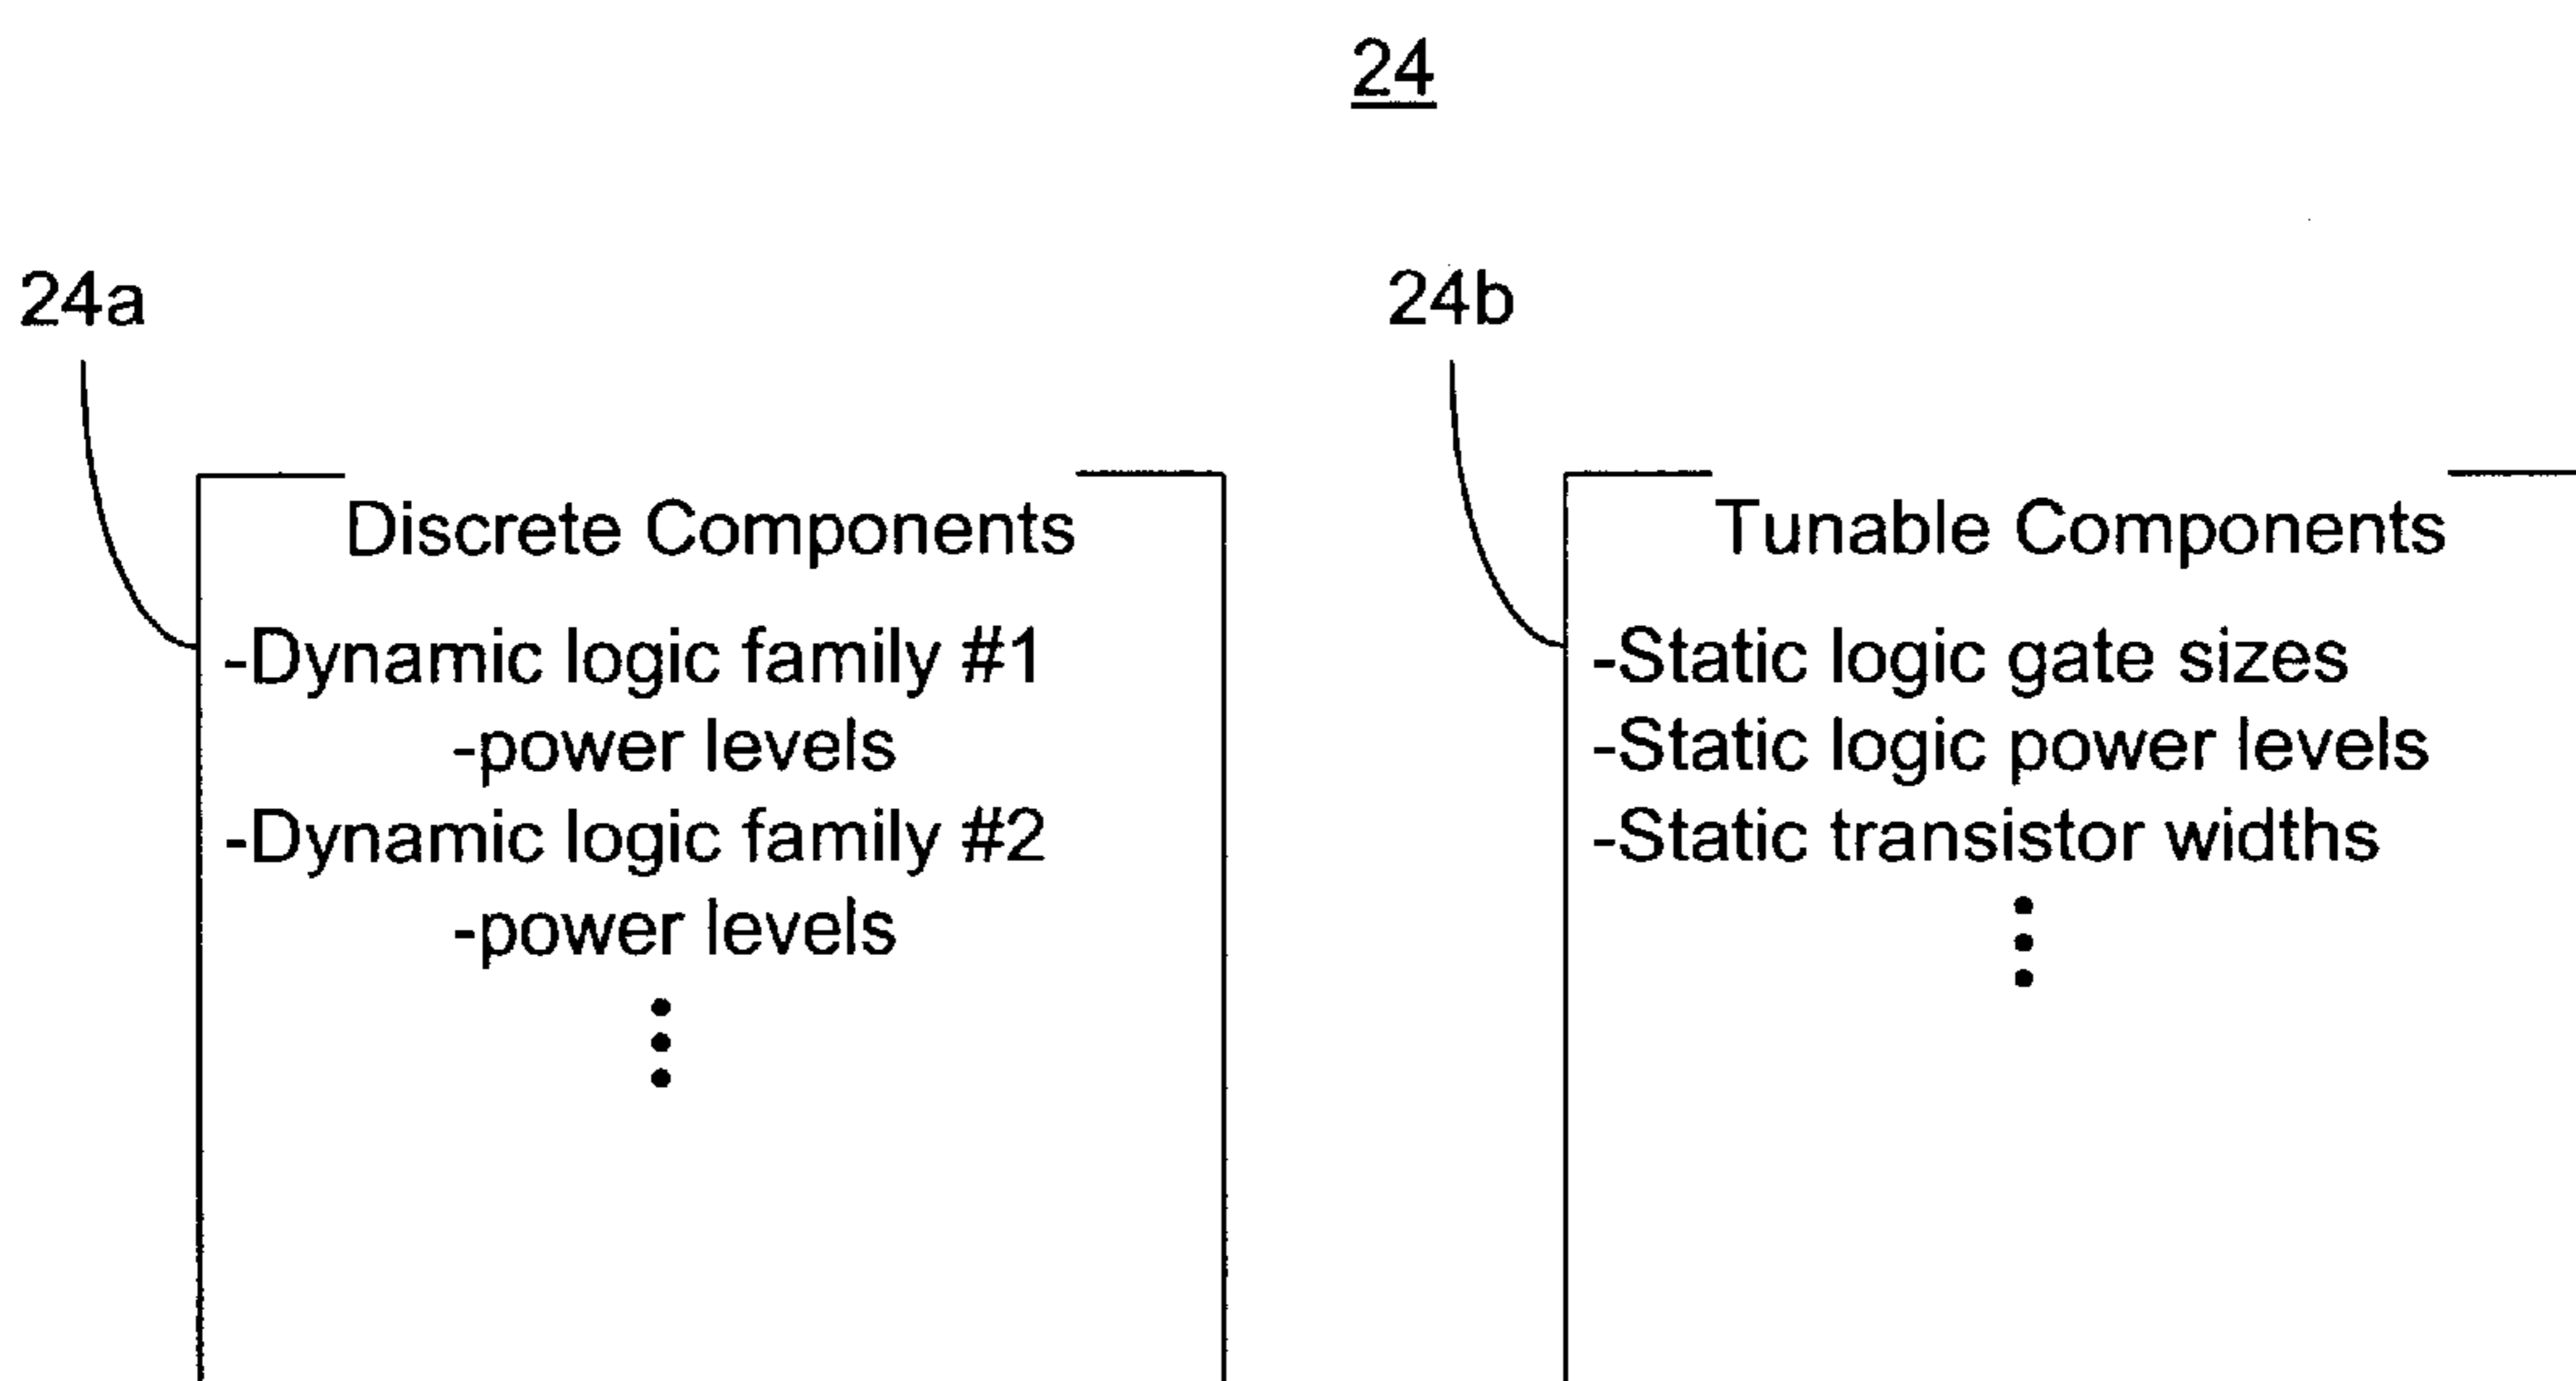 24
24a
Discrete Components
-Dynamic logic family #1
-power levels
-Dynamic logic family #2
-power levels
24b
Tunable Components
-Static logic gate sizes
-Static logic power levels
-Static transistor widths